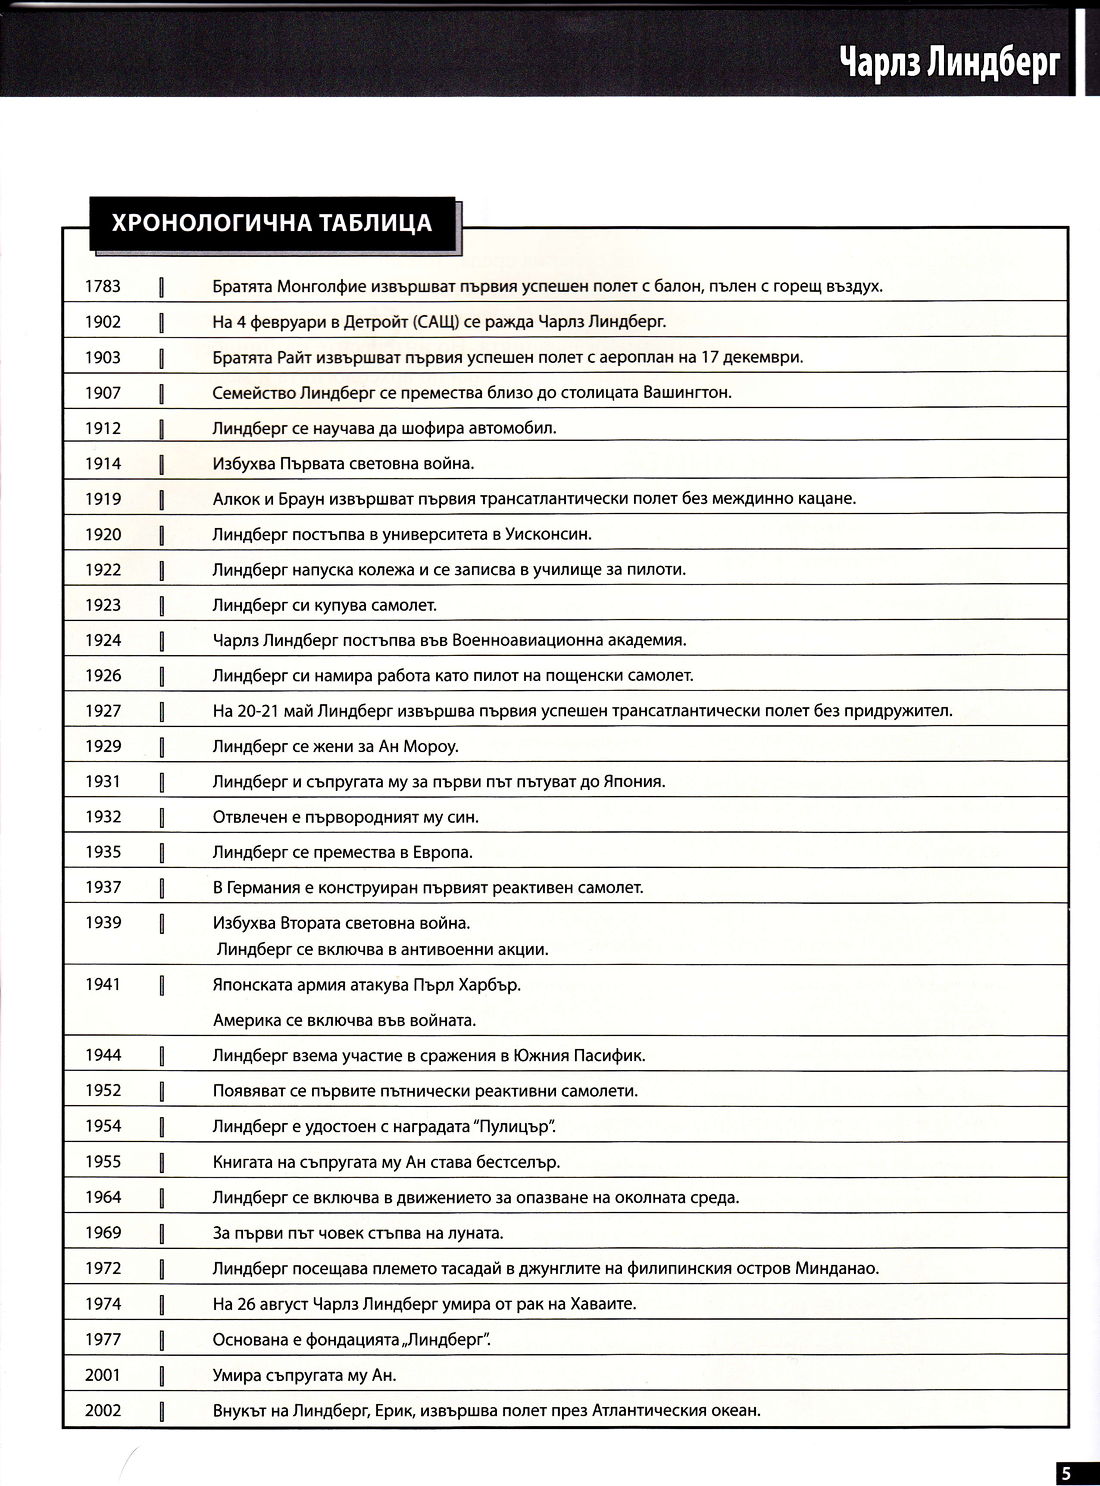 Чарлз Линдберг
ХРОНОЛОГИЧНА ТАБЛИЦА
1783 Братята Монголфие извършват първия успешен полет с балон, пълен с горещ въздух.
1902 На 4 февруари в Детройт (САЩ) се ражда Чарлз Линдберг.
1903 Братята Райт извършват първия успешен полет с аероплан на 17 декември.
1907 Семейство Линдберг се премества близо до столицата Вашингтон.
1912 Линдберг се научава да шофира автомобил.
1914 Избухва Първата световна война.
1919 Алкок и Браун извършват първия трансатлантически полет без междинно кацане.
1920 Линдберг постъпва в университета в Уисконсин.
1922 Линдберг напуска колежа и се записва в училище за пилоти.
1923 Линдберг си купува самолет.
1924 Чарлз Линдберг постъпва във Военноавиационна академия.
1926 Линдберг си намира работа като пилот на пощенски самолет.
1927 На 20-21 май Линдберг извършва първия успешен трансатлантически полет без придружител.
1929 Линдберг се жени за Ан Мороу.
1931 Линдберг и съпругата му за първи път пътуват до Япония.
1932 Отвлечен е първородният му син.
1935 Линдберг се премества в Европа.
1937 В Германия е конструиран първият реактивен самолет.
1939 Избухва Втората световна война.
Линдберг се включва в антивоенни акции.
1941 Японската армия атакува Пърл Харбър.
Америка се включва във войната.
1944 Линдберг взема участие в сражения в Южния Пасифик.
1952 Появяват се първите пътнически реактивни самолети.
1954 Линдберг е удостоен с наградата "Пулицър".
1955 Книгата на съпругата му Ан става бестселър.
1964 Линдберг се включва в движението за опазване на околната среда.
1969 За първи път човек стъпва на луната.
1972 Линдберг посещава племето тасадай в джунглите на филипинския остров Минданао.
1974 На 26 август Чарлз Линдберг умира от рак на Хаваите.
1977 Основана е фондацията „Линдберг”.
2001 Умира съпругата му Ан.
2002 Внукът на Линдберг, Ерик, извършва полет през Атлантическия океан.
5